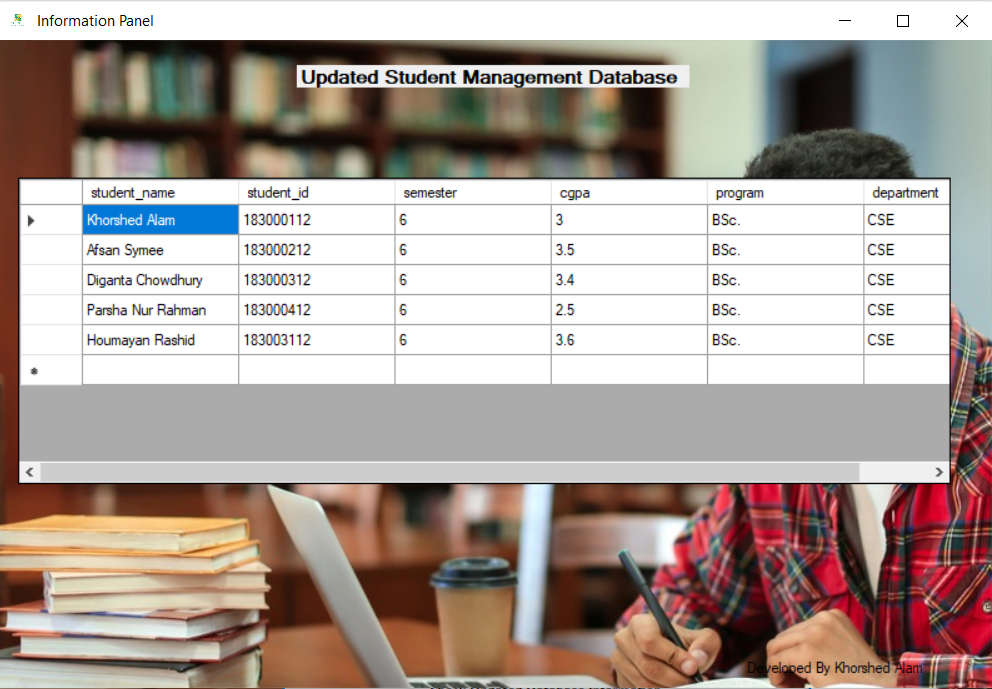 Information Panel
Updated Student Management Database
student_name student_id semester cgpa program department
Khorshed Alam 183000112 6 3 BSc. CSE
Afsan Symee 183000212 6 3.5 BSc. CSE
Diganta Chowdhury 183000312 6 3.4 BSc. CSE
Parsha Nur Rahman 183000412 6 2.5 BSc. CSE
Houmayan Rashid 183003112 6 3.6 BSc. CSE
Developed By Khorshed Alam